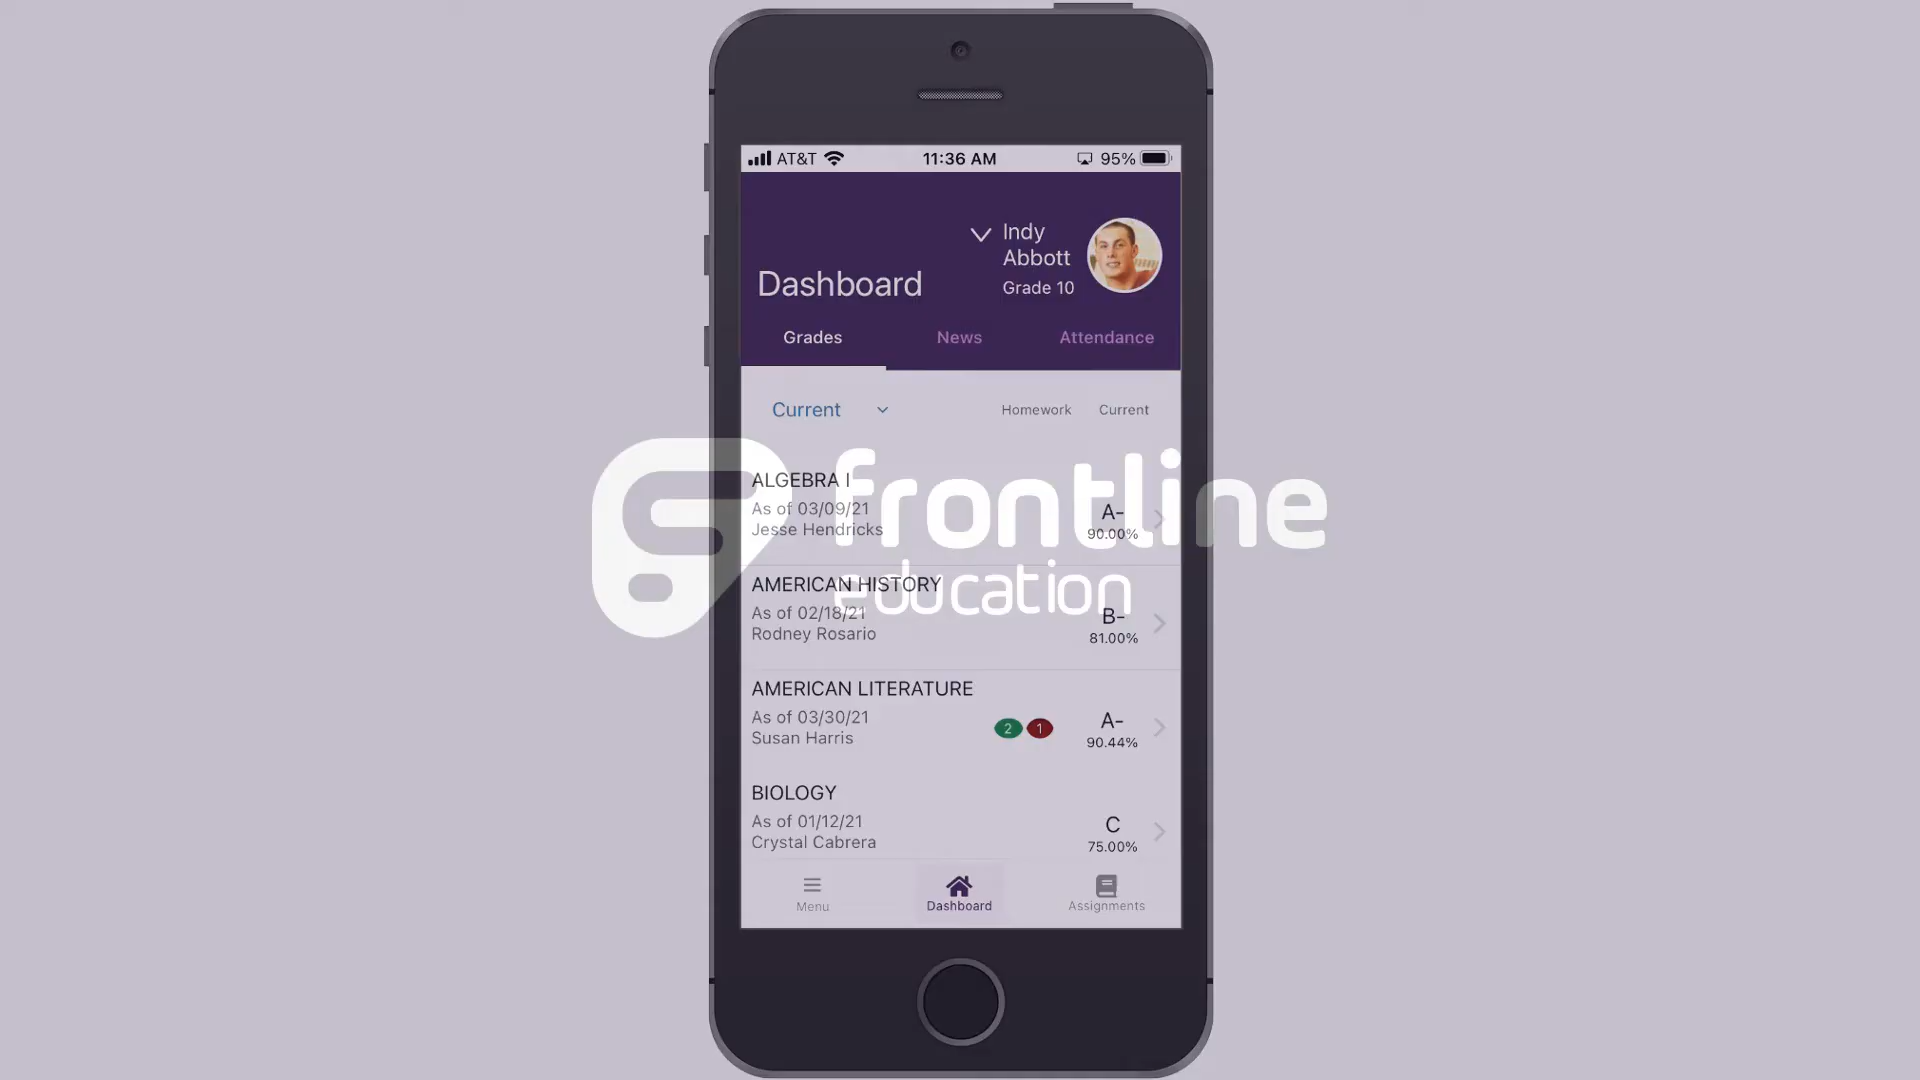 AT&T 11:36 AM 95%
Indy
Abbott
Grade 10
Dashboard
Grades News Attendance
Current Homework Current
ALGEBRA I
As of 03/09/21
Jesse Hendricks
A-
90.00%
frontline
education
AMERICAN HISTORY
As of 02/18/21
Rodney Rosario
B-
81.00%
AMERICAN LITERATURE
As of 03/30/21
Susan Harris
2 1
A-
90.44%
BIOLOGY
As of 01/12/21
Crystal Cabrera
C
75.00%
Menu Dashboard Assignments